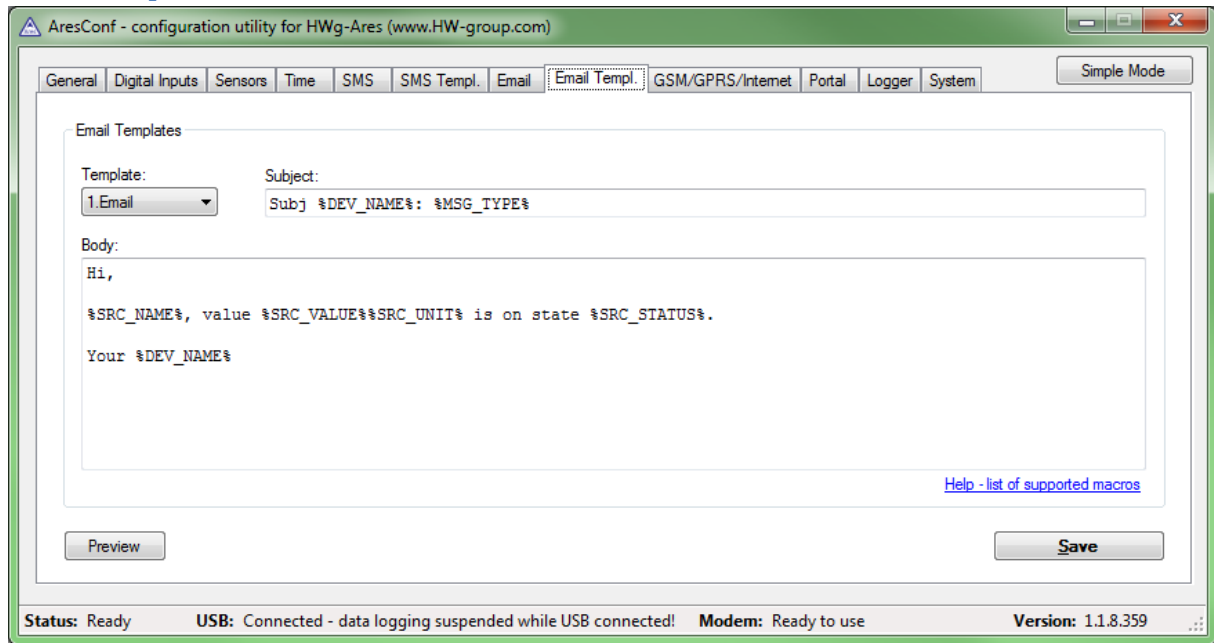 AresConf - configuration utility for HWg-Ares (www.HW-group.com)
General Digital Inputs Sensors Time SMS SMS Templ. Email Email Templ. GSM/GPRS/Internet Portal Logger System Simple Mode
Email Templates
Template: Subject:
1.Email Subj %DEV_NAME%: %MSG_TYPE%
Body:
Hi,
%SRC_NAME%, value %SRC_VALUE%%SRC_UNIT% is on state %SRC_STATUS%.
Your %DEV_NAME%
Help - list of supported macros
Preview Save
Status: Ready USB: Connected - data logging suspended while USB connected! Modem: Ready to use Version: 1.1.8.359